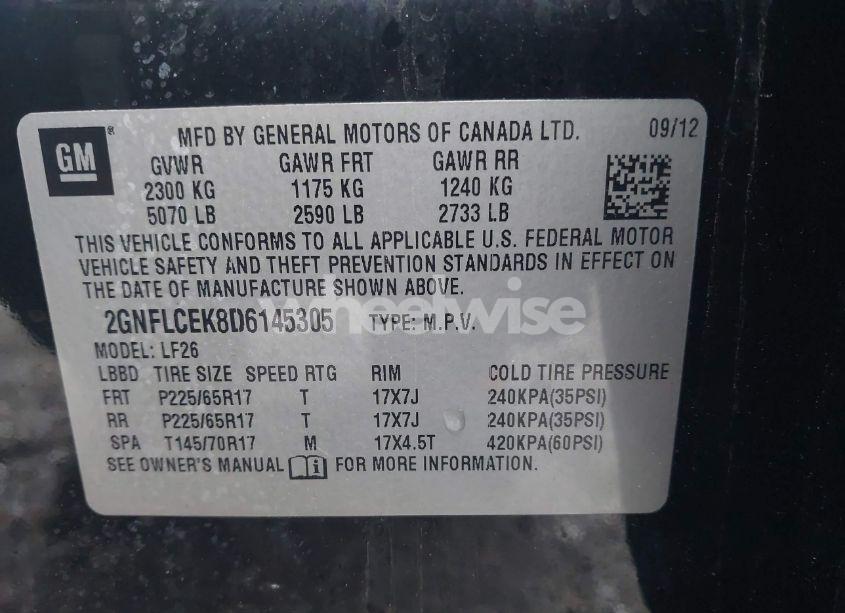 GM ® MFD BY GENERAL MOTORS OF CANADA LTD. 09/12
GVWR GAWR FRT GAWR RR
2300 KG 1175 KG 1240 KG
5070 LB 2590 LB 2733 LB
THIS VEHICLE CONFORMS TO ALL APPLICABLE U.S. FEDERAL MOTOR
VEHICLE SAFETY AND THEFT PREVENTION STANDARDS IN EFFECT ON
THE DATE OF MANUFACTURE SHOWN ABOVE.
wheelwise
2GNFLCEK8D6145305 TYPE: M.P.V.
MODEL: LF26
LBBD TIRE SIZE SPEED RTG RIM COLD TIRE PRESSURE
FRT P225/65R17 T 17X7J 240KPA(35PSI)
RR P225/65R17 T 17X7J 240KPA(35PSI)
SPA T145/70R17 M 17X4.5T 420KPA(60PSI)
SEE OWNER'S MANUAL i FOR MORE INFORMATION.